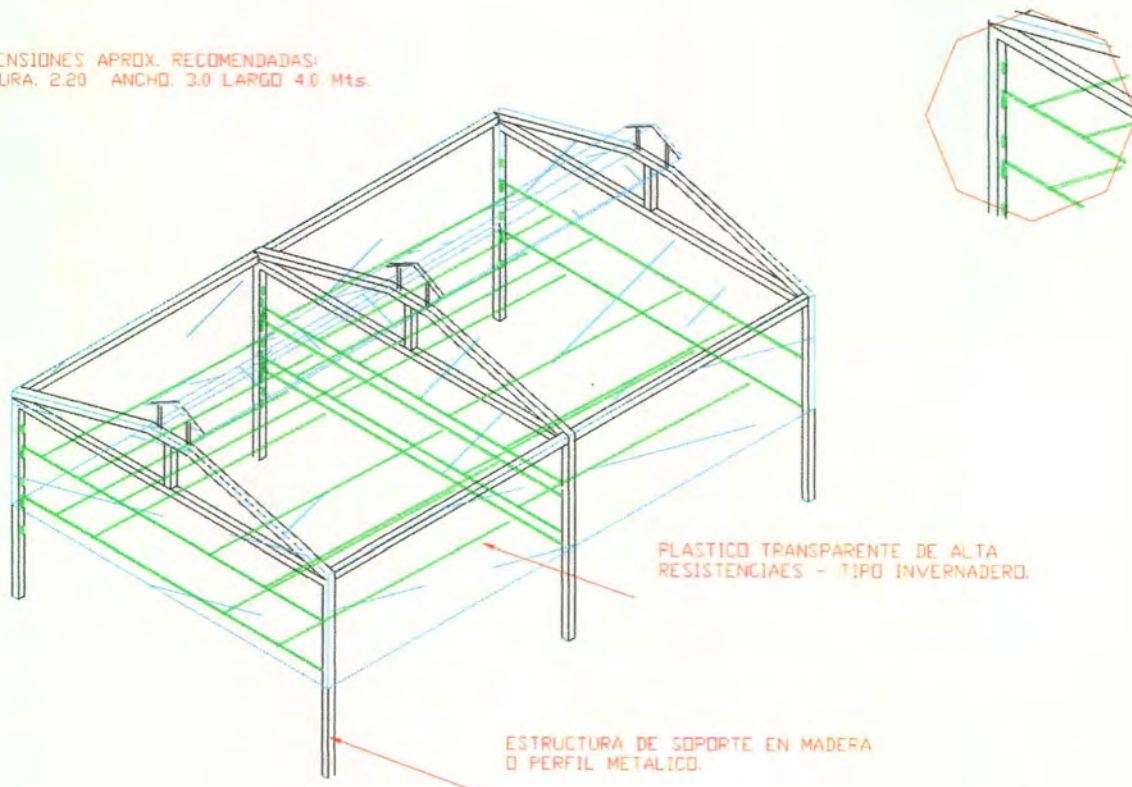 ENSIONES APROX. RECOMENDADAS:
URA. 2.20 ANCHO. 3.0 LARGO 4.0 Mts.
PLASTICO TRANSPARENTE DE ALTA
RESISTENCIAES - TIPO INVERNADERO.
ESTRUCTURA DE SOPORTE EN MADERA
O PERFIL METALICO.